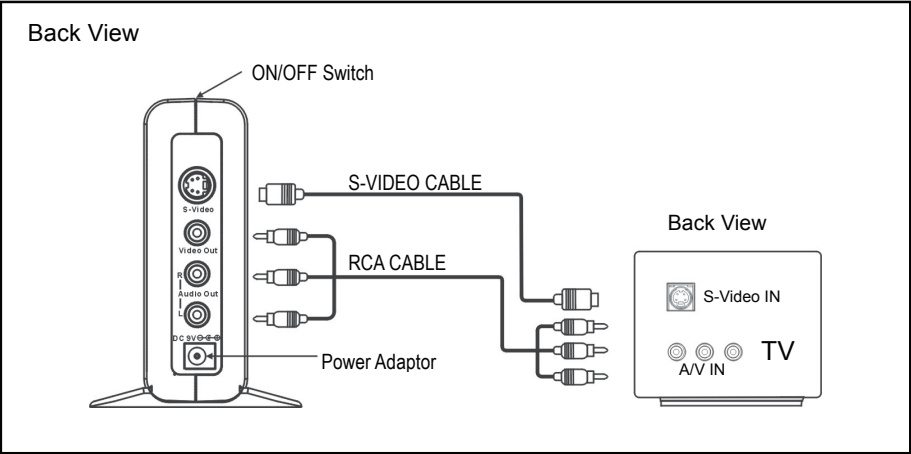 Back View
ON/OFF Switch
S-VIDEO CABLE
S-Video
Video Out
RCA CABLE
R
Audio Out
L
DC 9V
Power Adaptor
Back View
S-Video IN
TV
A/V IN